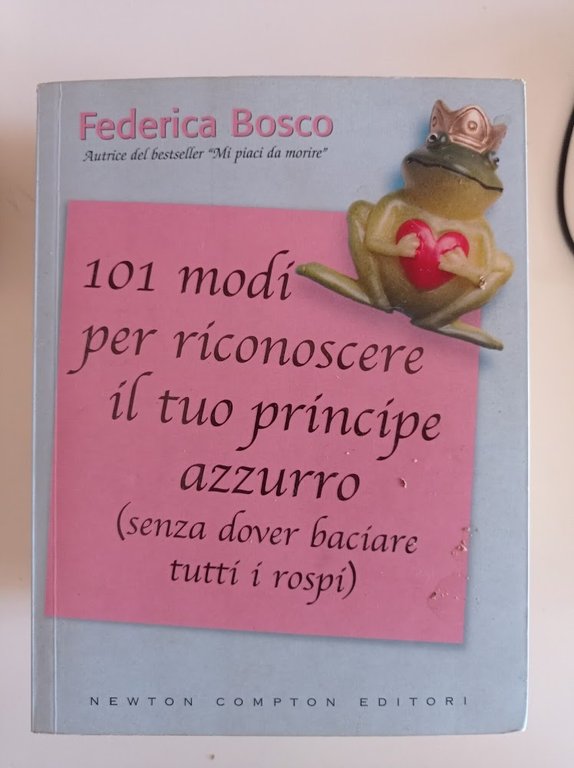 Federica Bosco
Autrice del bestseller "Mi piaci da morire"
101 modi
per riconoscere
il tuo principe
azzurro
(senza dover baciare
tutti i rospi)
NEWTON COMPTON EDITORI